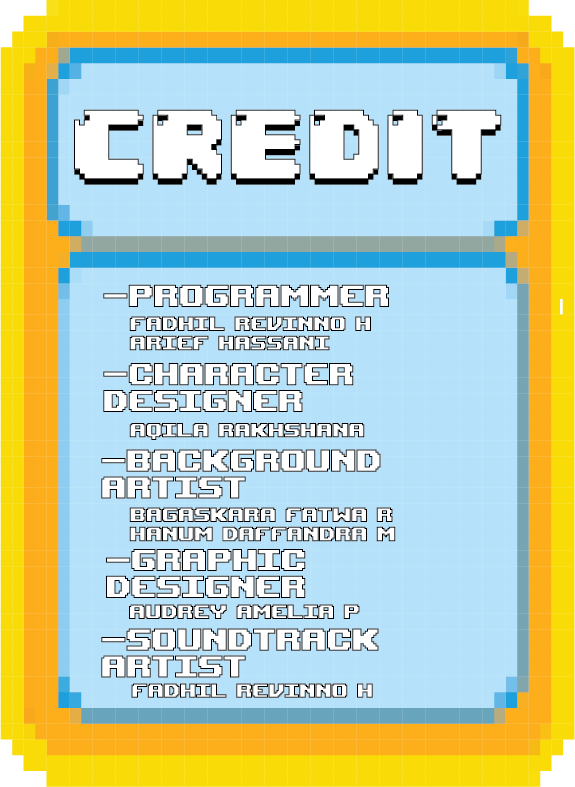 CREDIT
-PROGRAMMER
FADHIL REVINNO H
ARIEF HASSANI
-CHARACTER
DESIGNER
AQILA RAKHSHANA
-BACKGROUND
ARTIST
BAGASKARA FATWA R
HANUM DAFFANDRA M
-GRAPHIC
DESIGNER
AUDREY AMELIA P
-SOUNDTRACK
ARTIST
FADHIL REVINNO H